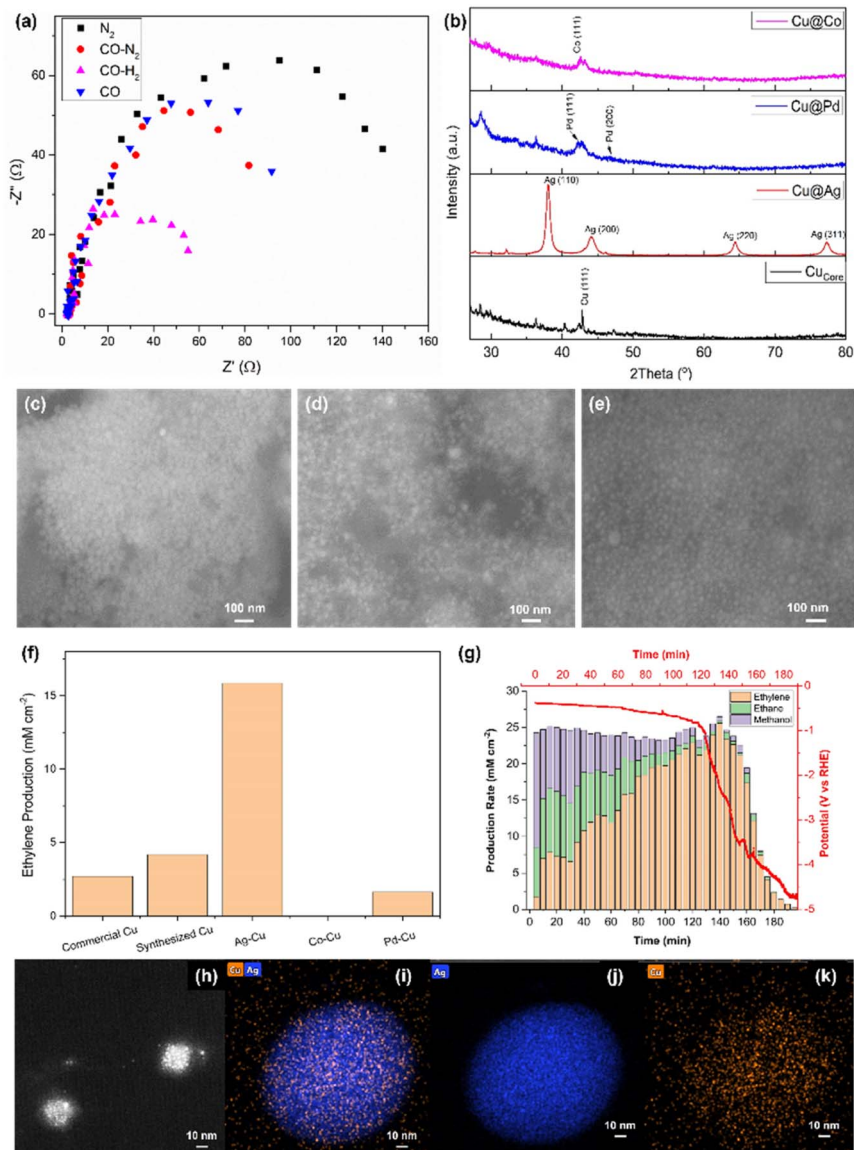 (a)
N₂
CO-N₂
CO-H₂
CO
-Z" (Ω)
60
40
20
0
0 20 40 60 80 100 120 140 160
Z' (Ω)
(b)
Cu@Co
Co (111)
Cu@Pd
Pd (111)
Pd (200)
Cu@Ag
Ag (110)
Ag (200)
Ag (220)
Ag (311)
Cu_Core
Cu (111)
Intensity (a.u.)
30 40 50 60 70 80
2Theta (°)
(c)
100 nm
(d)
100 nm
(e)
100 nm
(f)
Ethylene Production (mM cm⁻²)
15
10
5
0
Commercial Cu
Synthesized Cu
Ag-Cu
Co-Cu
Pd-Cu
(g)
Time (min)
0 20 40 60 80 100 120 140 160 180
Ethylene
Ethane
Methanol
Production Rate (mM cm⁻²)
30
25
20
15
10
5
0
Potential (V vs RHE)
0
-1
-2
-3
-4
-5
0 20 40 60 80 100 120 140 160 180
Time (min)
(h)
10 nm
Cu Ag
(i)
10 nm
Ag
(j)
10 nm
Cu
(k)
10 nm